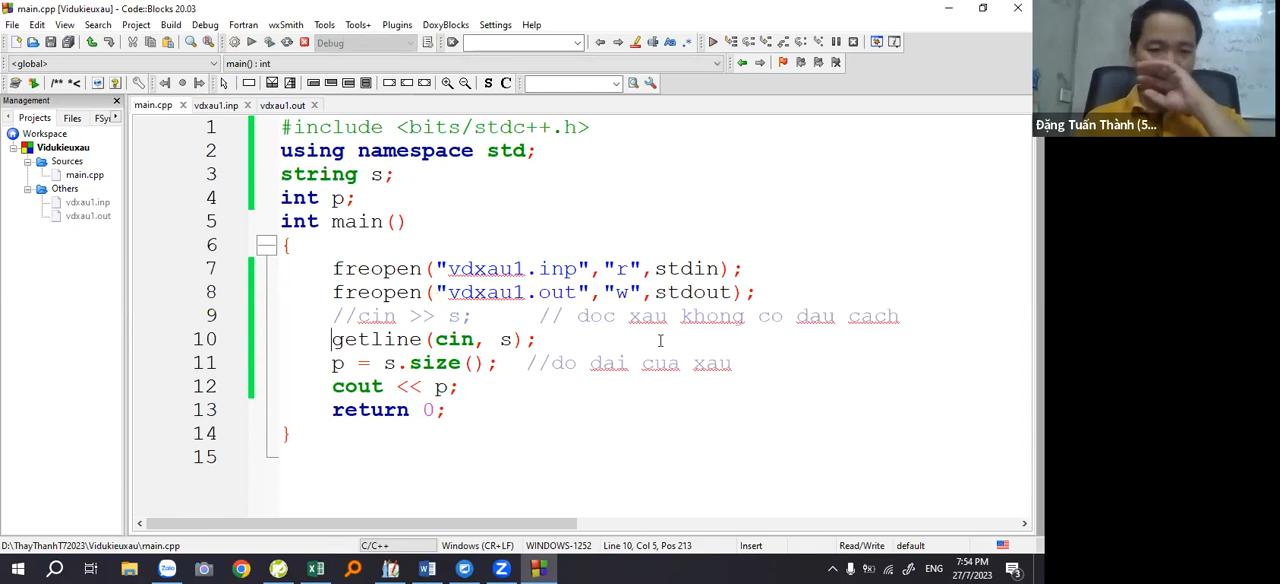 main.cpp [Vidukieuxau] - Code::Blocks 20.03
File Edit View Search Project Build Debug Fortran wxSmith Tools Tools+ Plugins DoxyBlocks Settings Help
Debug
<global> main() : int
/** *< S C
Management
Projects Files FSy
main.cpp vdxau1.inp vdxau1.out
Workspace
Vidukieuxau
Sources
main.cpp
Others
vdxau1.inp
vdxau1.out
1 #include <bits/stdc++.h>
2 using namespace std;
3 string s;
4 int p;
5 int main()
6 {
7 freopen("vdxau1.inp","r",stdin);
8 freopen("vdxau1.out","w",stdout);
9 //cin >> s; // doc xau khong co dau cach
10 getline(cin, s);
11 p = s.size(); //do dai cua xau
12 cout << p;
13 return 0;
14 }
15
Đặng Tuấn Thành (5...
D:\ThayThanhT72023\Vidukieuxau\main.cpp C/C++ Windows (CR+LF) WINDOWS-1252 Line 10, Col 5, Pos 213 Insert Read/Write default
Zalo ENG 7:54 PM
27/7/2023 3